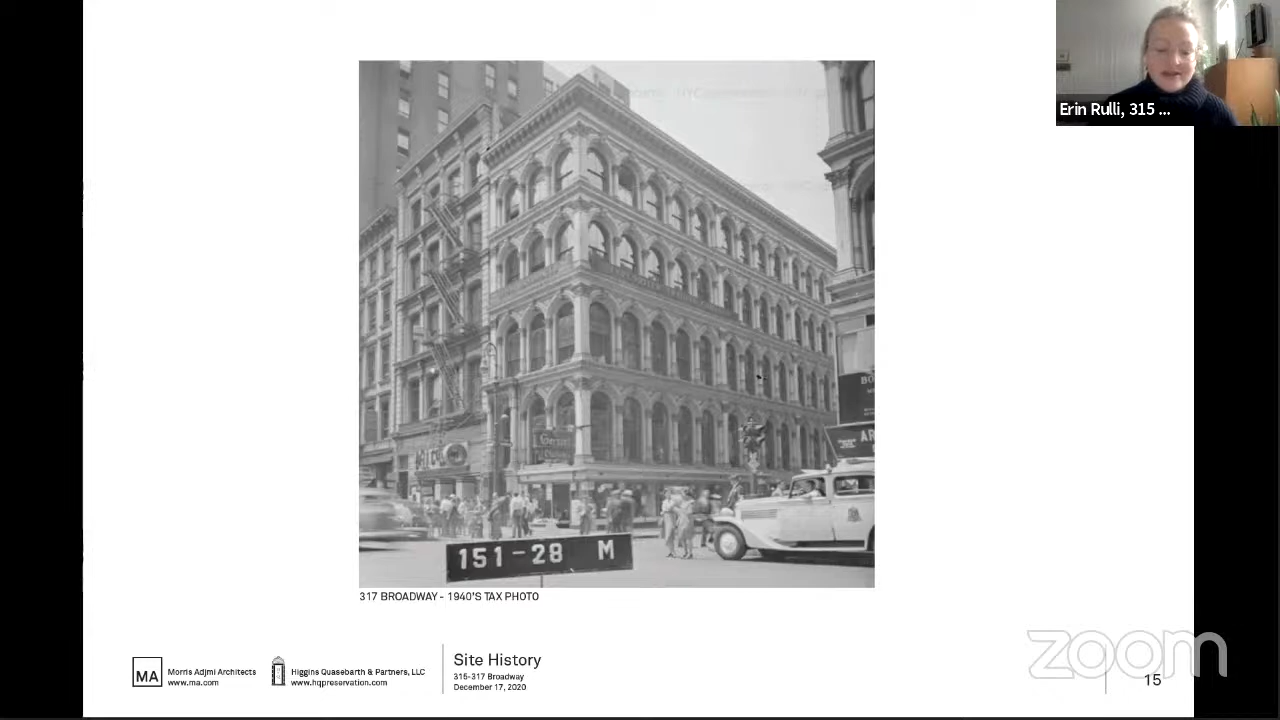 Erin Rulli, 315 ...
151-28 M
317 BROADWAY - 1940'S TAX PHOTO
MA
Morris Adjmi Architects
www.ma.com
Higgins Quasebarth & Partners, LLC
www.hqpreservation.com
Site History
315-317 Broadway
December 17, 2020
zoom
15